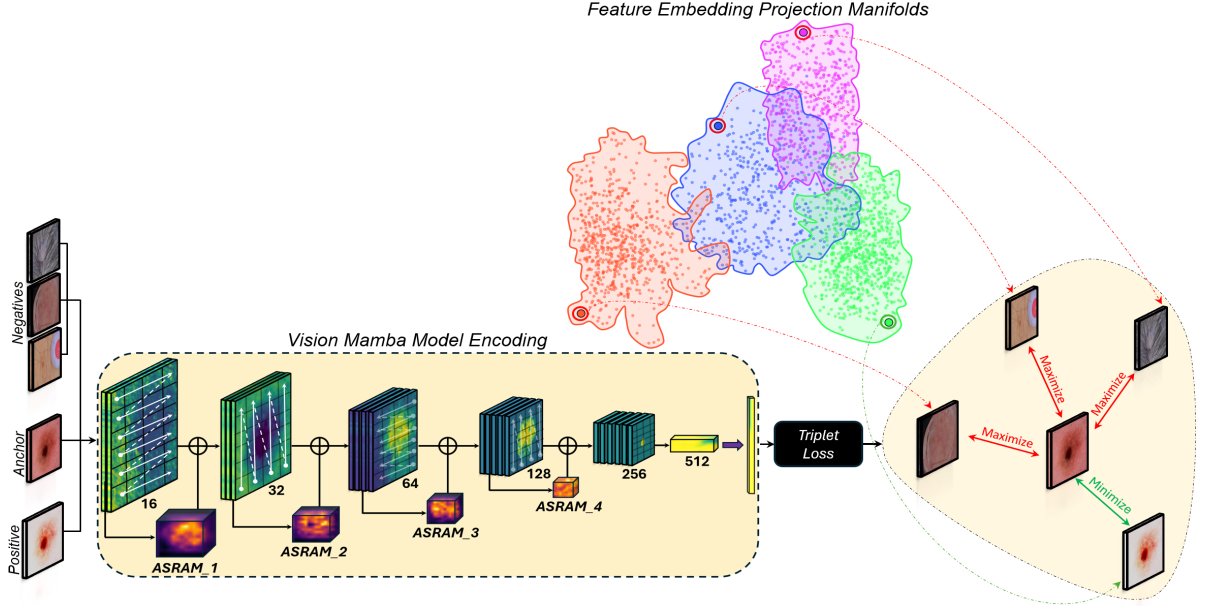 Feature Embedding Projection Manifolds
Negatives
Anchor
Positive
Vision Mamba Model Encoding
16
32
64
128
256
512
ASRAM_1
ASRAM_2
ASRAM_3
ASRAM_4
Triplet
Loss
Maximize
Maximize
Maximize
Minimize